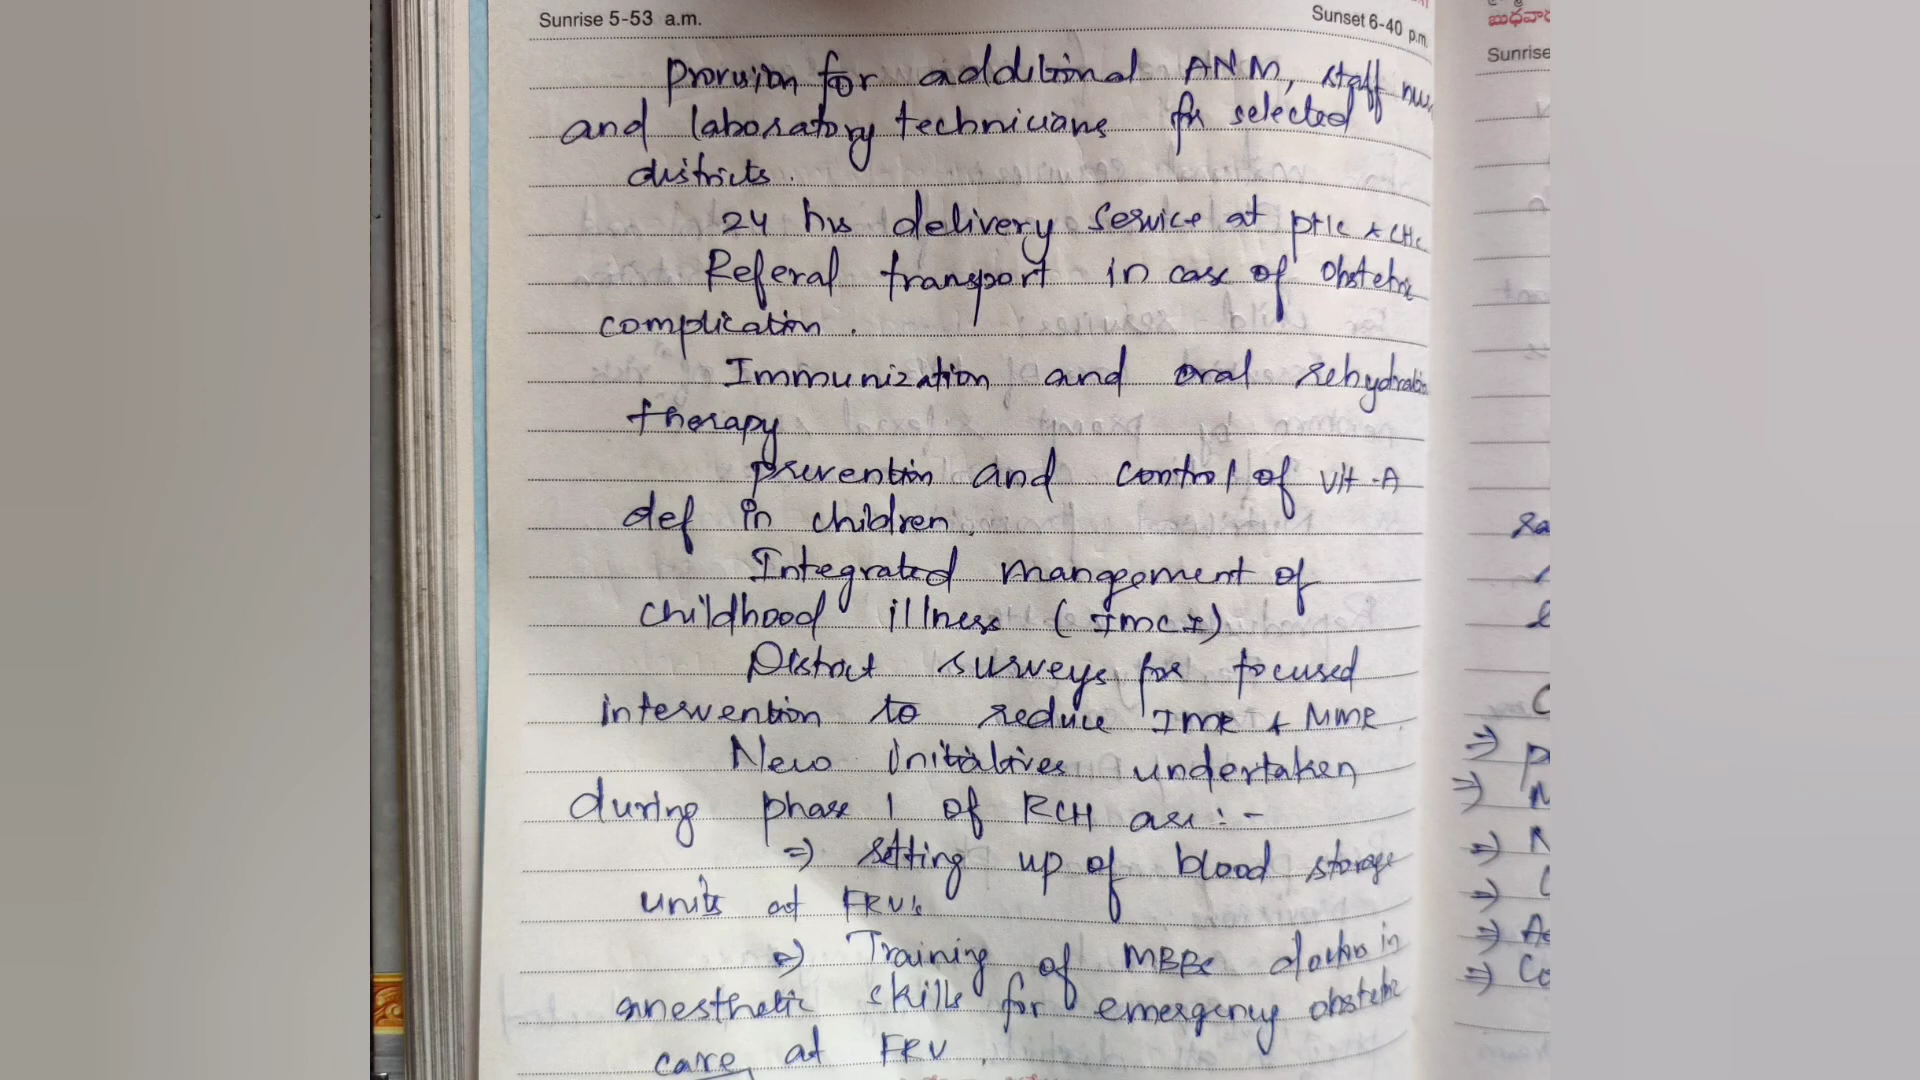 Sunrise 5-53 a.m.
Sunset 6-40 p.m.
provision for additional ANM, staff
and laboratory technicians for selected
districts.
24 hrs delivery service at PHC & CHC
Referal transport in case of obstetric
complication.
Immunization and oral rehydration
therapy
prevention and control of vit-A
def in children.
Integrated mangement of
childhood illness (IMCI)
District surveys for focused
intervention to reduce IMR & MMR.
New initiatives undertaken
during phase 1 of RCH are:-
⇒ setting up of blood storage
units at FRU's
⇒ Training of MBBS doctors in
anesthetic skills for emergency obstetric
care at FRU.
బుధవార
Sunrise